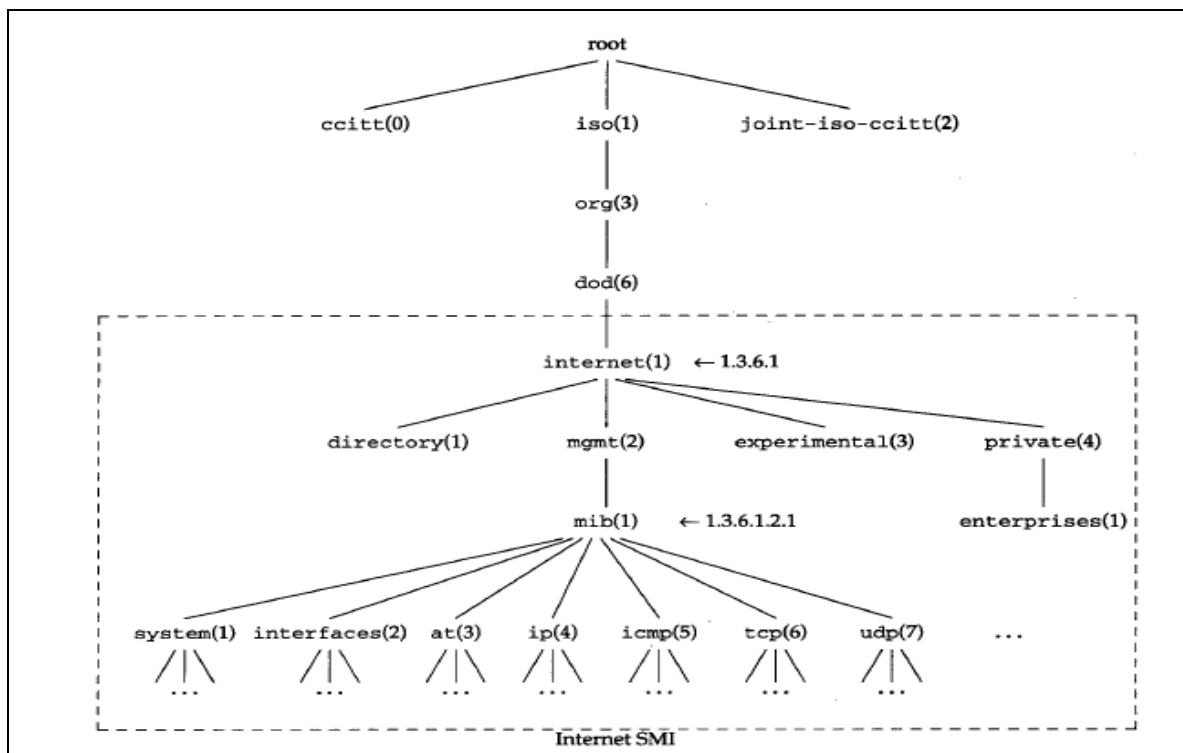 root
ccitt(0) iso(1) joint-iso-ccitt(2)
org(3)
dod(6)
internet(1) ← 1.3.6.1
directory(1) mgmt(2) experimental(3) private(4)
mib(1) ← 1.3.6.1.2.1 enterprises(1)
system(1) interfaces(2) at(3) ip(4) icmp(5) tcp(6) udp(7) ...
... ... ... ... ... ... ...
Internet SMI